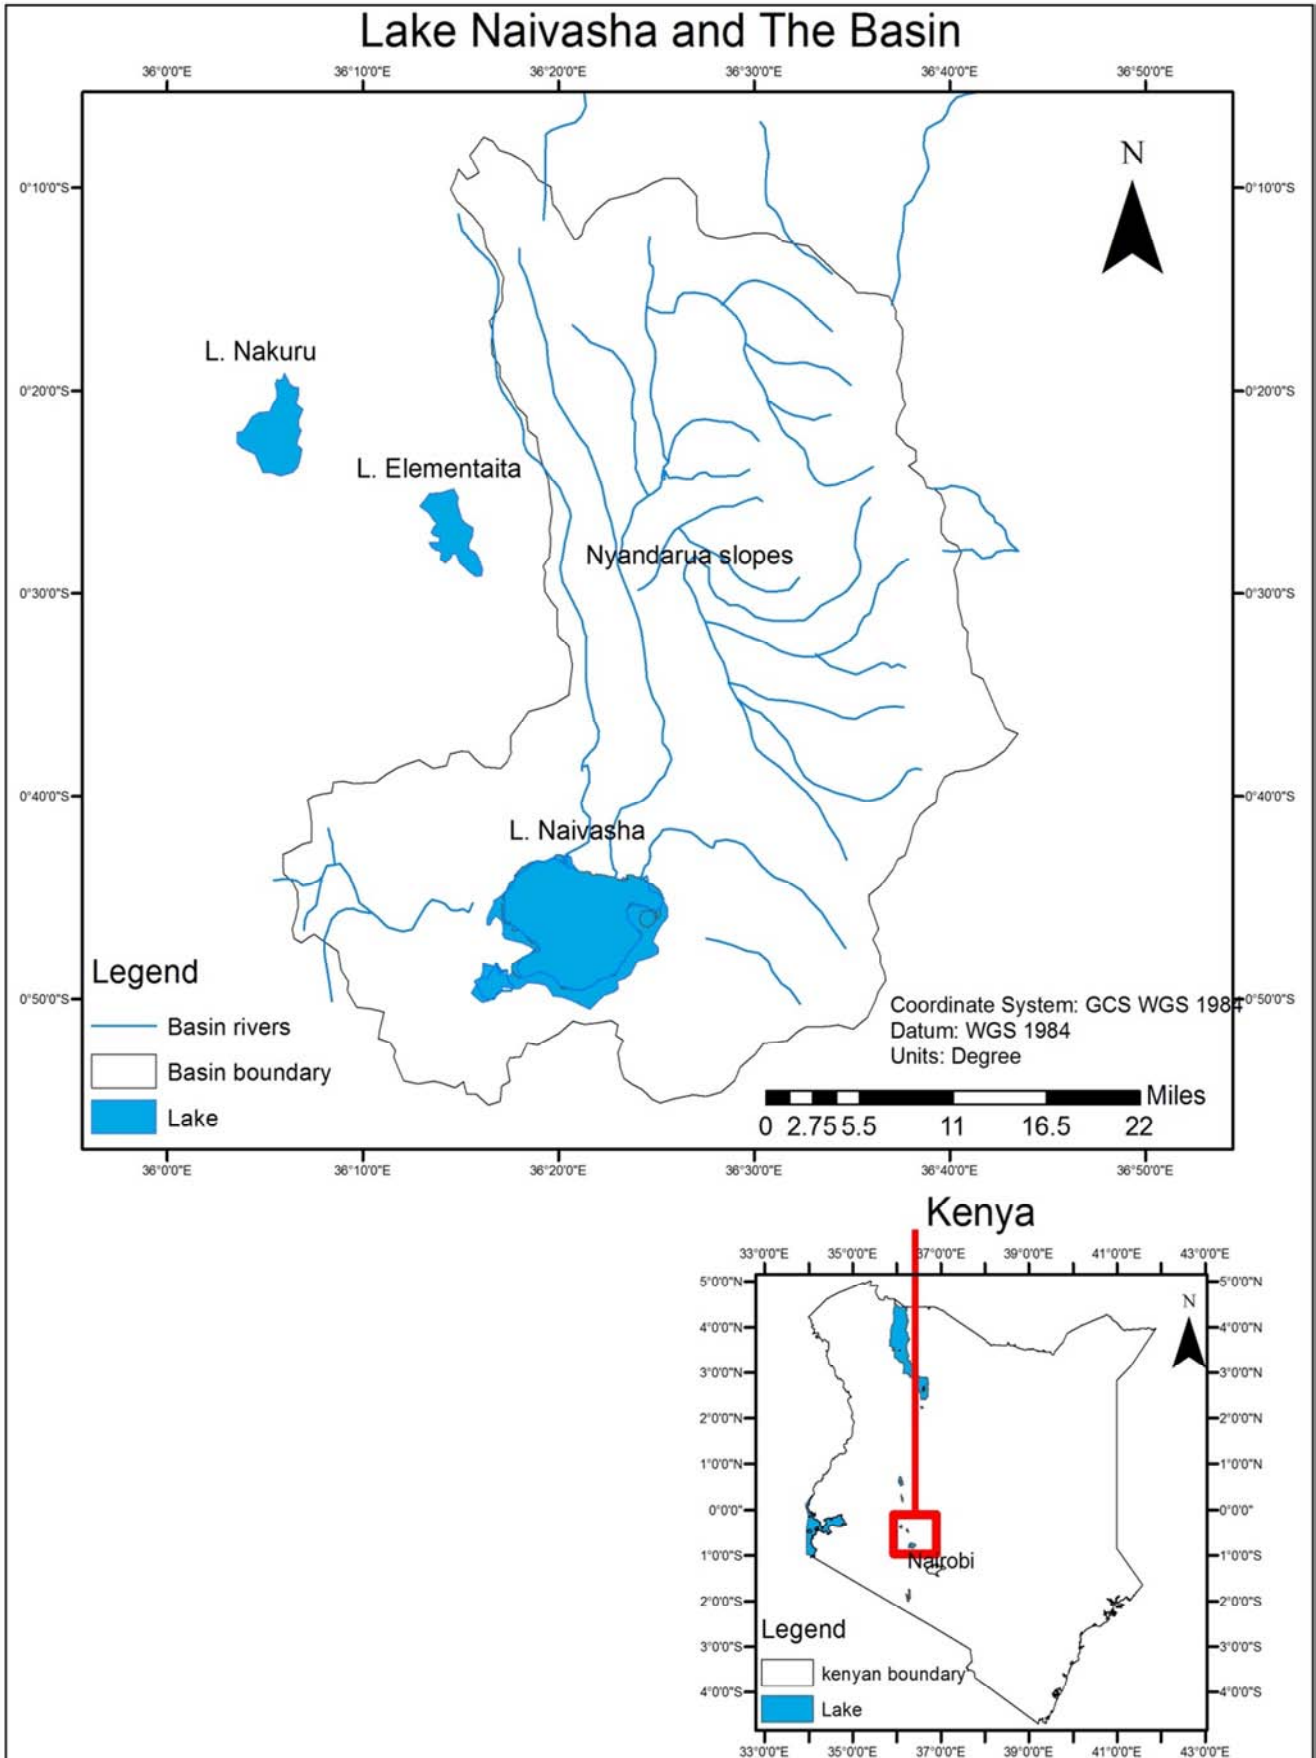 Lake Naivasha and The Basin
36°0'0"E 36°10'0"E 36°20'0"E 36°30'0"E 36°40'0"E 36°50'0"E
N
0°10'0"S 0°10'0"S
L. Nakuru
0°20'0"S 0°20'0"S
L. Elementaita
Nyandarua slopes
0°30'0"S 0°30'0"S
0°40'0"S 0°40'0"S
L. Naivasha
Legend
0°50'0"S 0°50'0"S
Basin rivers
Basin boundary
Lake
Coordinate System: GCS WGS 1984
Datum: WGS 1984
Units: Degree
Miles
0 2.75 5.5 11 16.5 22
36°0'0"E 36°10'0"E 36°20'0"E 36°30'0"E 36°40'0"E 36°50'0"E
Kenya
33°0'0"E 35°0'0"E 37°0'0"E 39°0'0"E 41°0'0"E 43°0'0"E
5°0'0"N 5°0'0"N
N
4°0'0"N 4°0'0"N
3°0'0"N 3°0'0"N
2°0'0"N 2°0'0"N
1°0'0"N 1°0'0"N
0°0'0" 0°0'0"
1°0'0"S 1°0'0"S
Nairobi
2°0'0"S 2°0'0"S
Legend
3°0'0"S 3°0'0"S
kenyan boundary
4°0'0"S 4°0'0"S
Lake
33°0'0"E 35°0'0"E 37°0'0"E 39°0'0"E 41°0'0"E 43°0'0"E